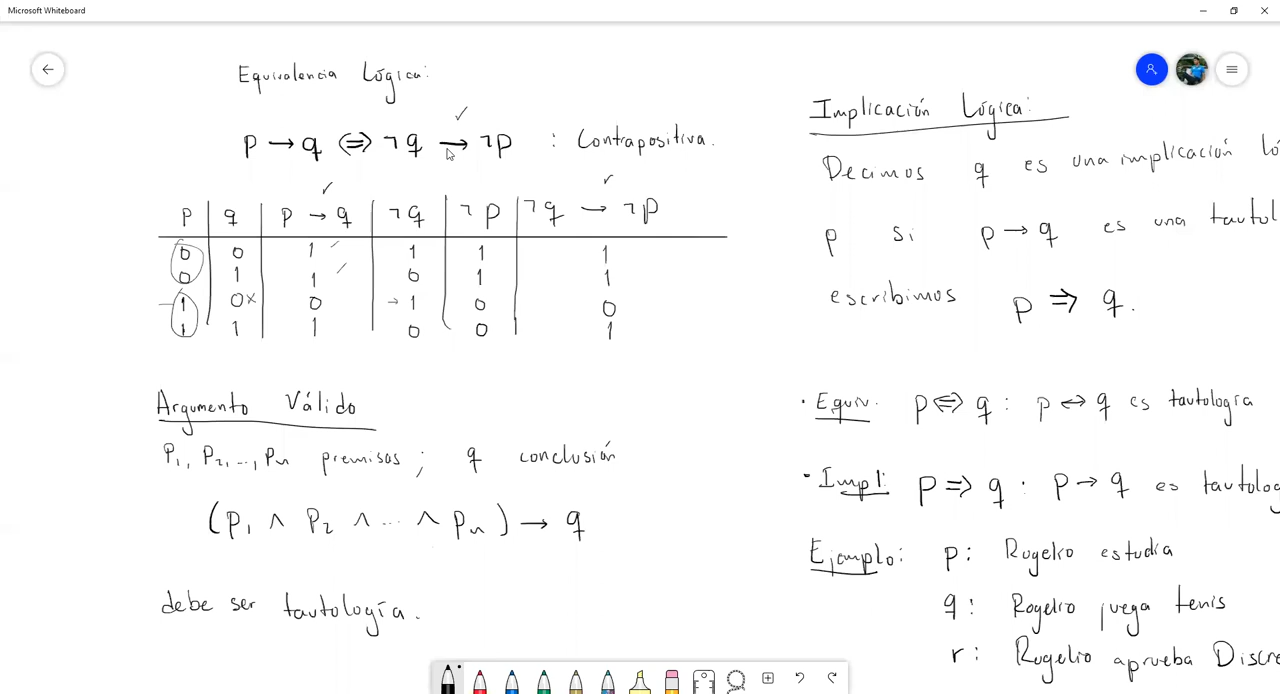 Microsoft Whiteboard
Equivalencia Lógica:
p → q ⇔ ¬q → ¬p : Contrapositiva.
p | q | p → q | ¬q | ¬p | ¬q → ¬p
0 0 1 1 1 1
0 1 1 0 1 1
1 0x 0 → 1 0 0
1 1 1 0 0 1
Argumento Válido
P1, P2, ..., Pn premisas ; q conclusión
(P1 ∧ P2 ∧ ... ∧ Pn) → q
debe ser tautología.
Implicación Lógica:
Decimos q es una implicación ló
p si p → q es una tautol
escribimos p ⇒ q.
· Equiv. p ⇔ q : p ↔ q es tautología
· Impl: p ⇒ q : p → q es tautolog
Ejemplo: p: Rogelio estudia
q: Rogelio juega tenis
r: Rogelio aprueba Discre